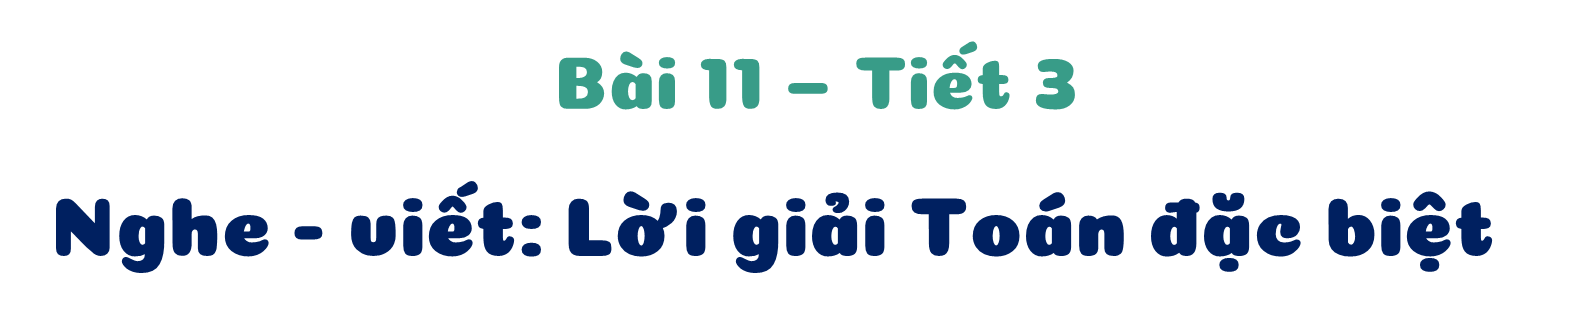 Bài 11 – Tiết 3
Nghe - viết: Lời giải Toán đặc biệt